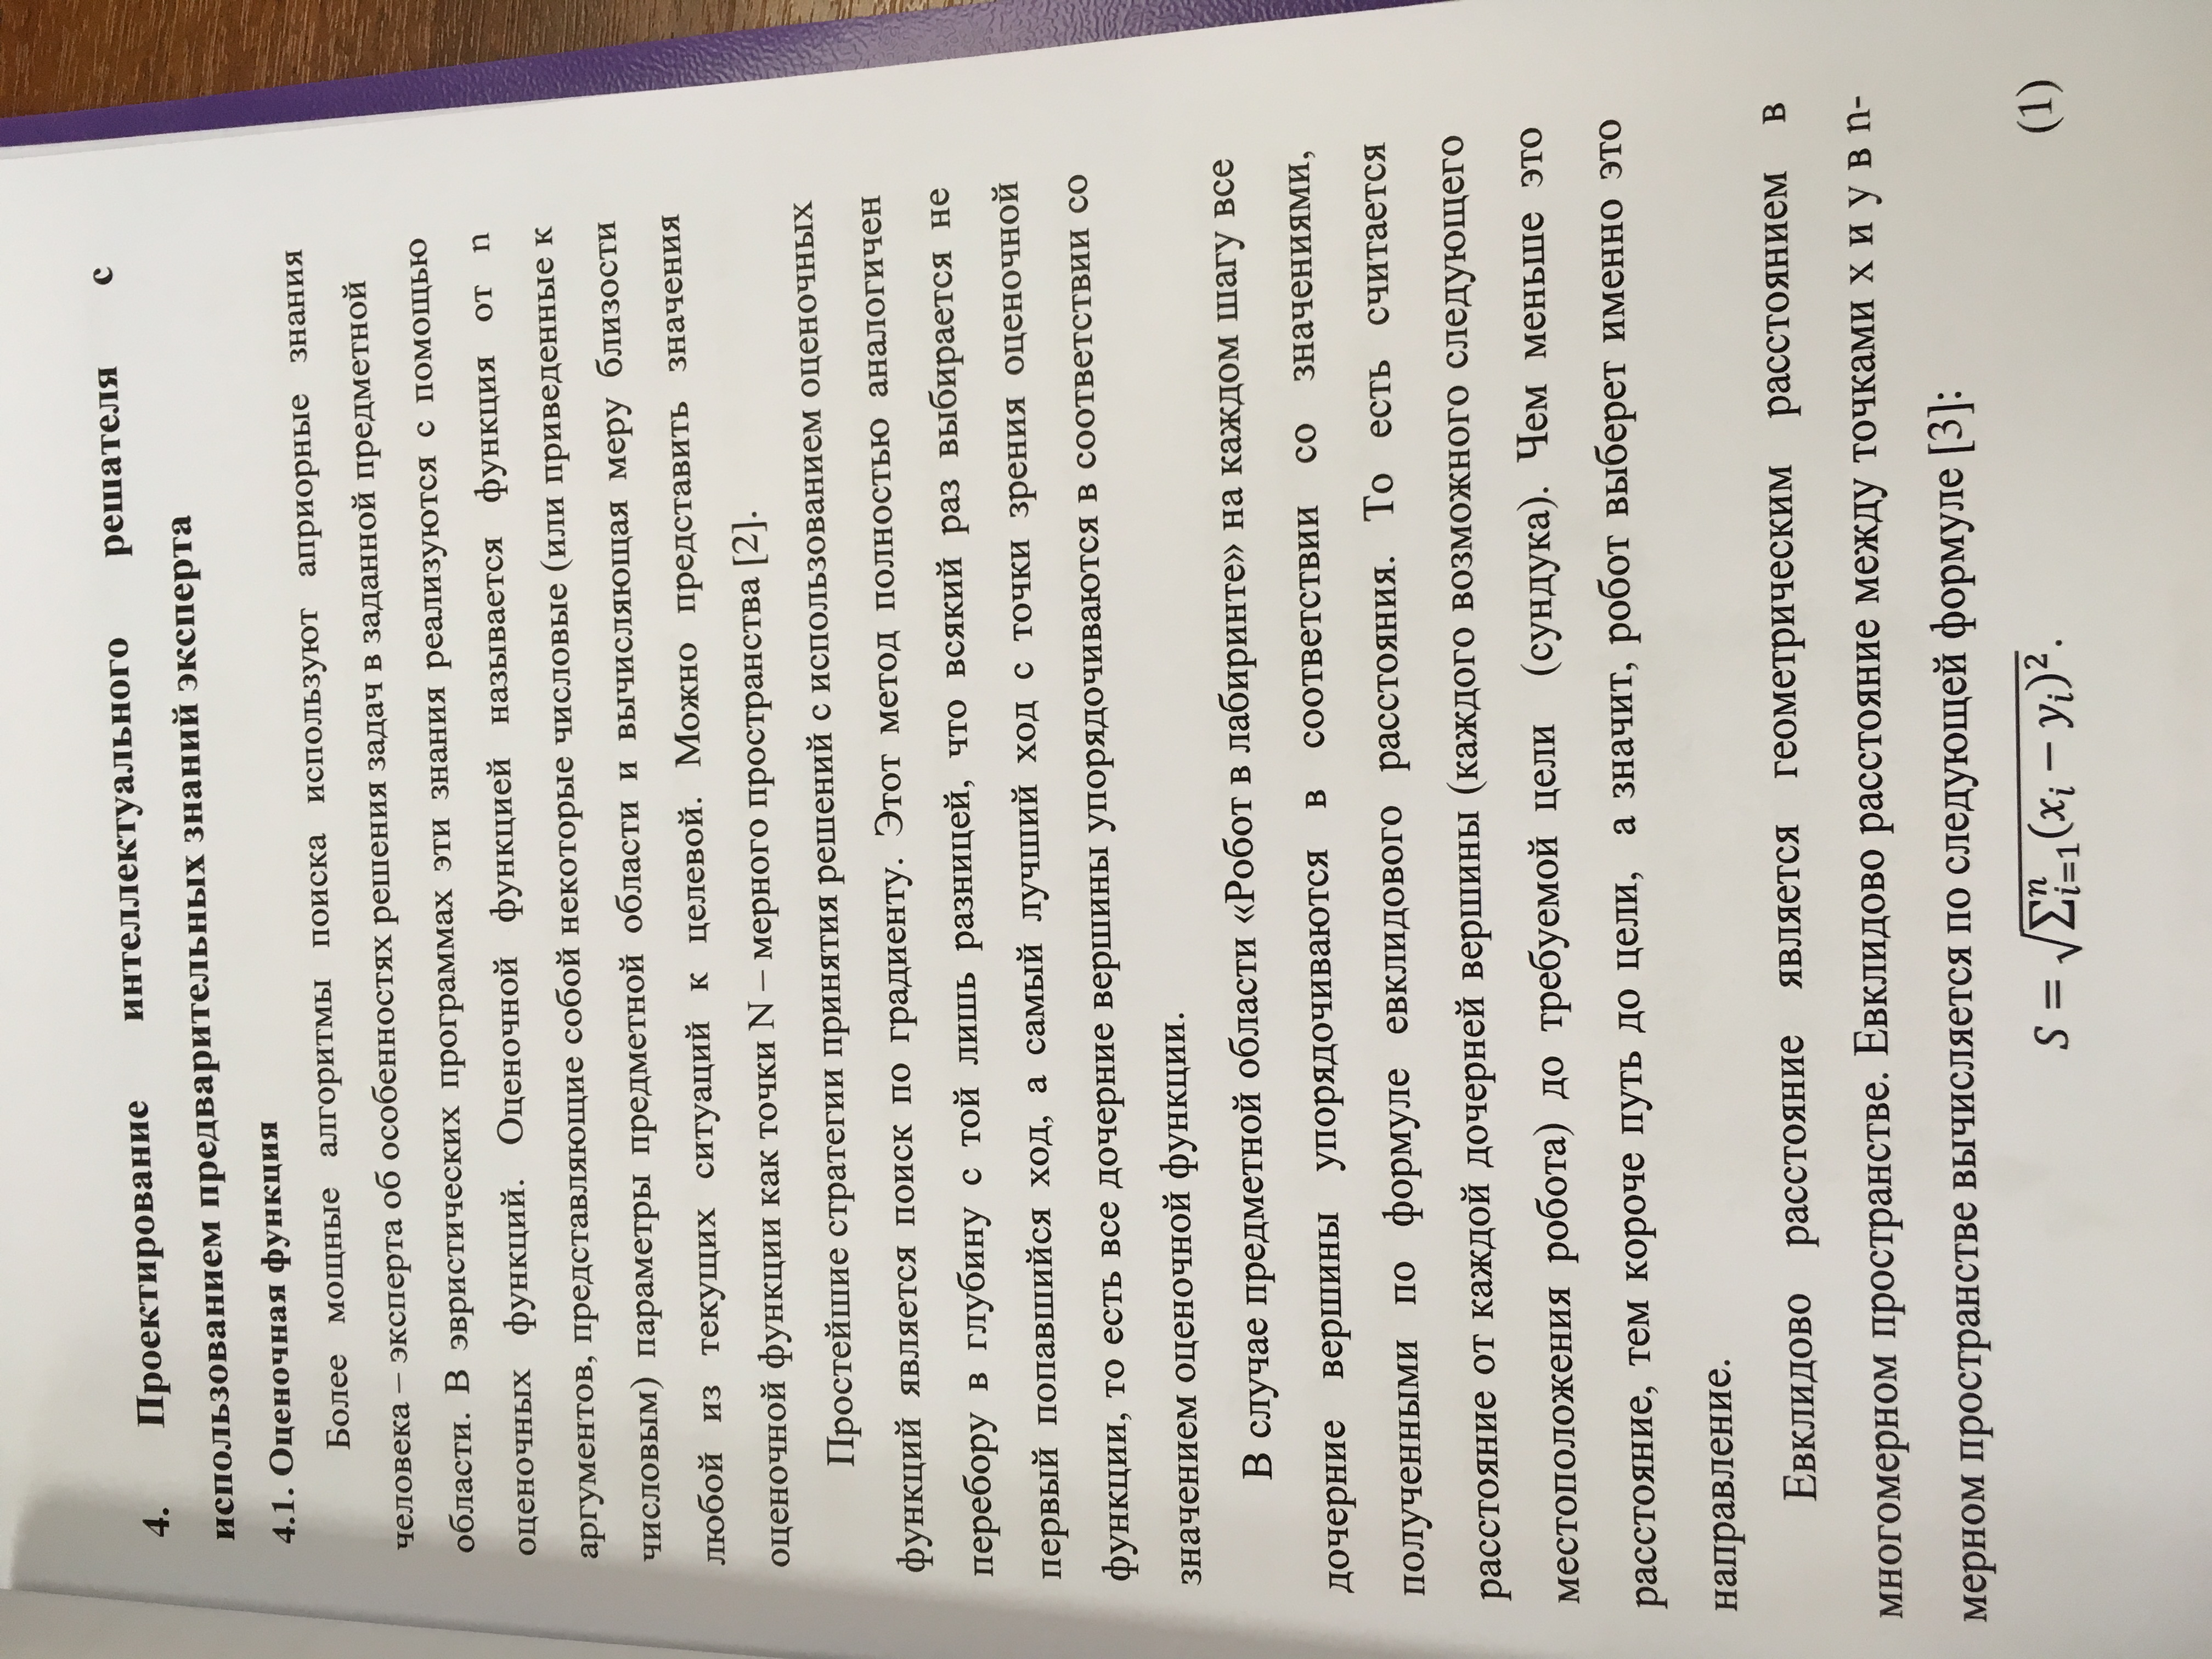 4. Проектирование интеллектуального решателя с
использованием предварительных знаний эксперта
4.1. Оценочная функция
Более мощные алгоритмы поиска используют априорные знания
человека – эксперта об особенностях решения задач в заданной предметной
области. В эвристических программах эти знания реализуются с помощью
оценочных функций. Оценочной функцией называется функция от n
аргументов, представляющие собой некоторые числовые (или приведенные к
числовым) параметры предметной области и вычисляющая меру близости
любой из текущих ситуаций к целевой. Можно представить значения
оценочной функции как точки N – мерного пространства [2].
Простейшие стратегии принятия решений с использованием оценочных
функций является поиск по градиенту. Этот метод полностью аналогичен
перебору в глубину с той лишь разницей, что всякий раз выбирается не
первый попавшийся ход, а самый лучший ход с точки зрения оценочной
функции, то есть все дочерние вершины упорядочиваются в соответствии со
значением оценочной функции.
В случае предметной области «Робот в лабиринте» на каждом шагу все
дочерние вершины упорядочиваются в соответствии со значениями,
полученными по формуле евклидового расстояния. То есть считается
расстояние от каждой дочерней вершины (каждого возможного следующего
местоположения робота) до требуемой цели (сундука). Чем меньше это
расстояние, тем короче путь до цели, а значит, робот выберет именно это
направление.
Евклидово расстояние является геометрическим расстоянием в
многомерном пространстве. Евклидово расстояние между точками x и y в n-
мерном пространстве вычисляется по следующей формуле [3]:
S = √∑ⁿᵢ₌₁(xᵢ − yᵢ)². (1)